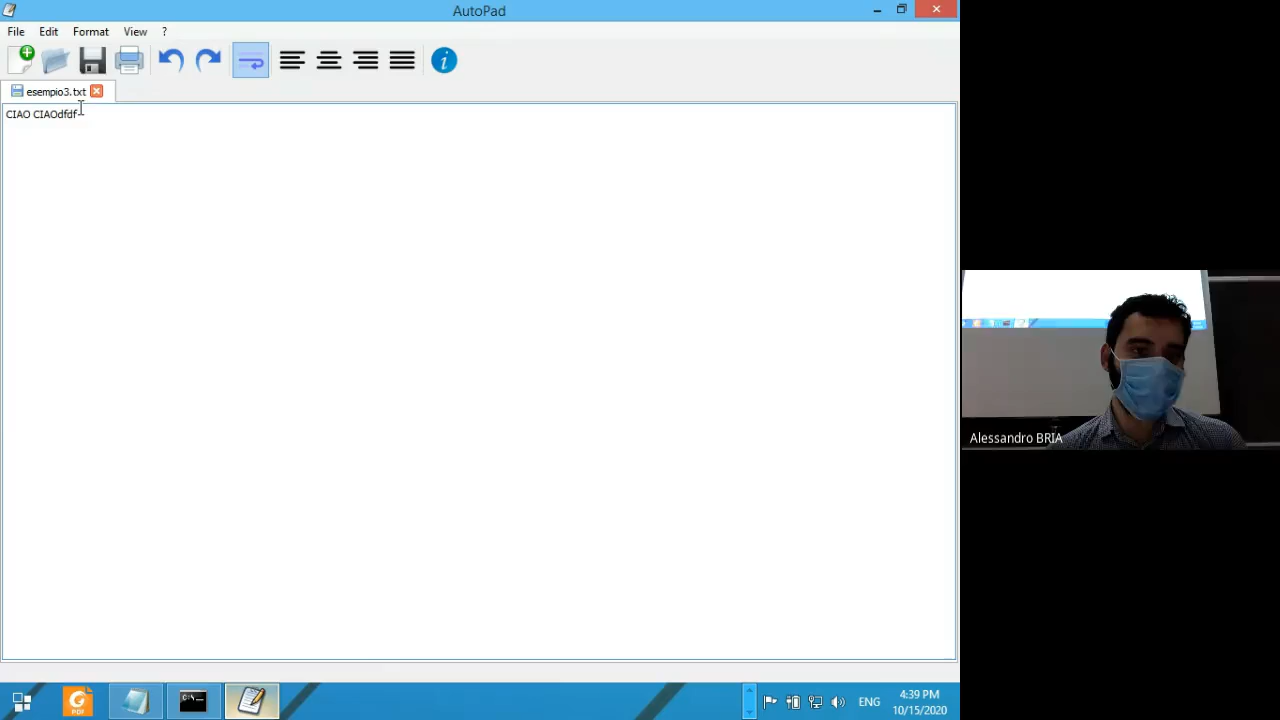 AutoPad
File Edit Format View ?
esempio3.txt
CIAO CIAOdfdf
Alessandro BRIA
ENG
4:39 PM
10/15/2020